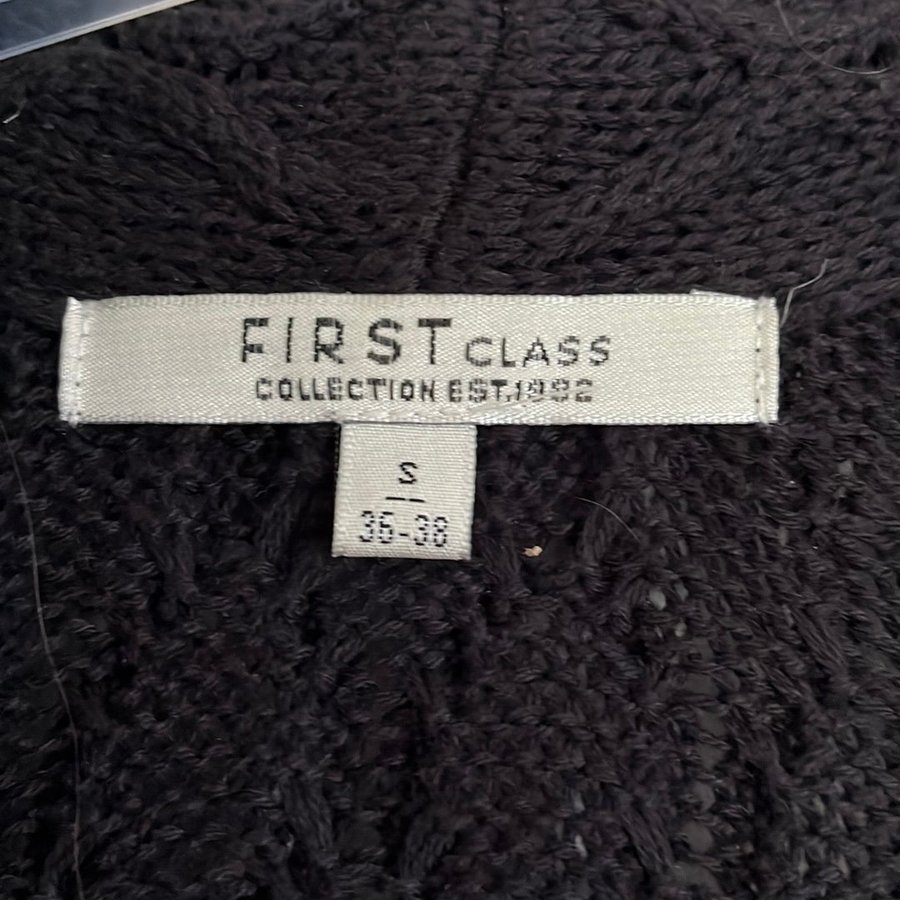 FIRST CLASS
COLLECTION EST.1982
S
36-38